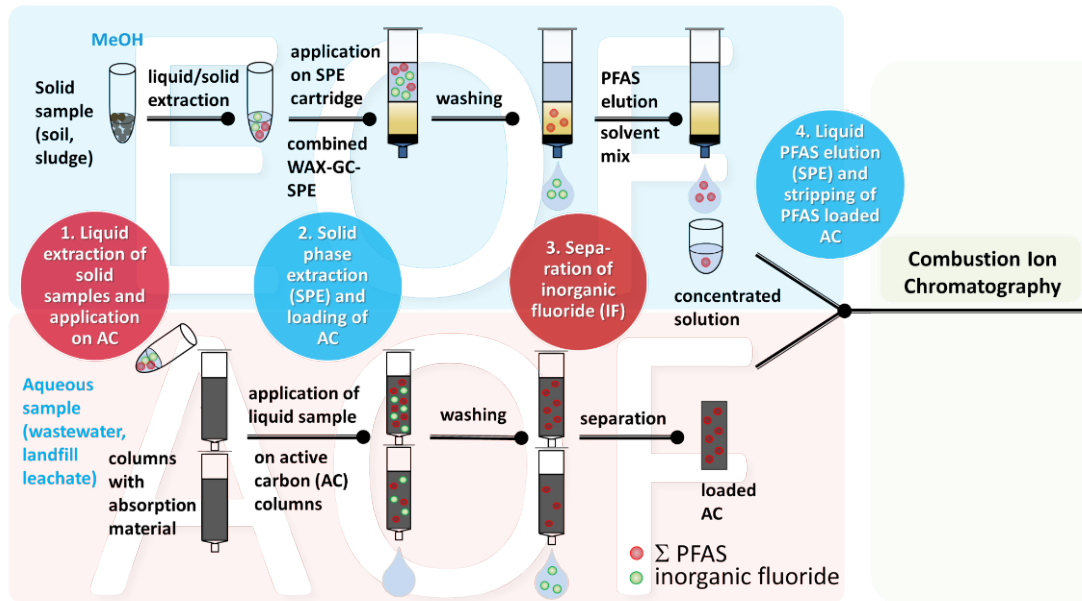 EOF
MeOH
Solid
sample
(soil,
sludge)
liquid/solid
extraction
application
on SPE
cartridge
combined
WAX-GC-
SPE
washing
PFAS
elution
solvent
mix
concentrated
solution
1. Liquid
extraction of
solid
samples and
application
on AC
2. Solid
phase
extraction
(SPE) and
loading of
AC
3. Sepa-
ration of
inorganic
fluoride (IF)
4. Liquid
PFAS elution
(SPE) and
stripping of
PFAS loaded
AC
Combustion Ion
Chromatography
AOF
Aqueous
sample
(wastewater,
landfill
leachate)
columns
with
absorption
material
application of
liquid sample
on active
carbon (AC)
columns
washing
separation
loaded
AC
Σ PFAS
inorganic fluoride